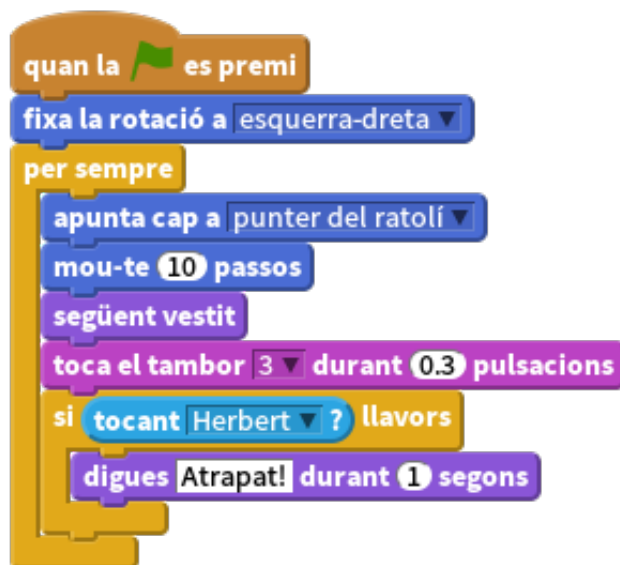 quan la es premi
fixa la rotació a esquerra-dreta
per sempre
apunta cap a punter del ratolí
mou-te 10 passos
següent vestit
toca el tambor 3 durant 0.3 pulsacions
si tocant Herbert ? llavors
digues Atrapat! durant 1 segons